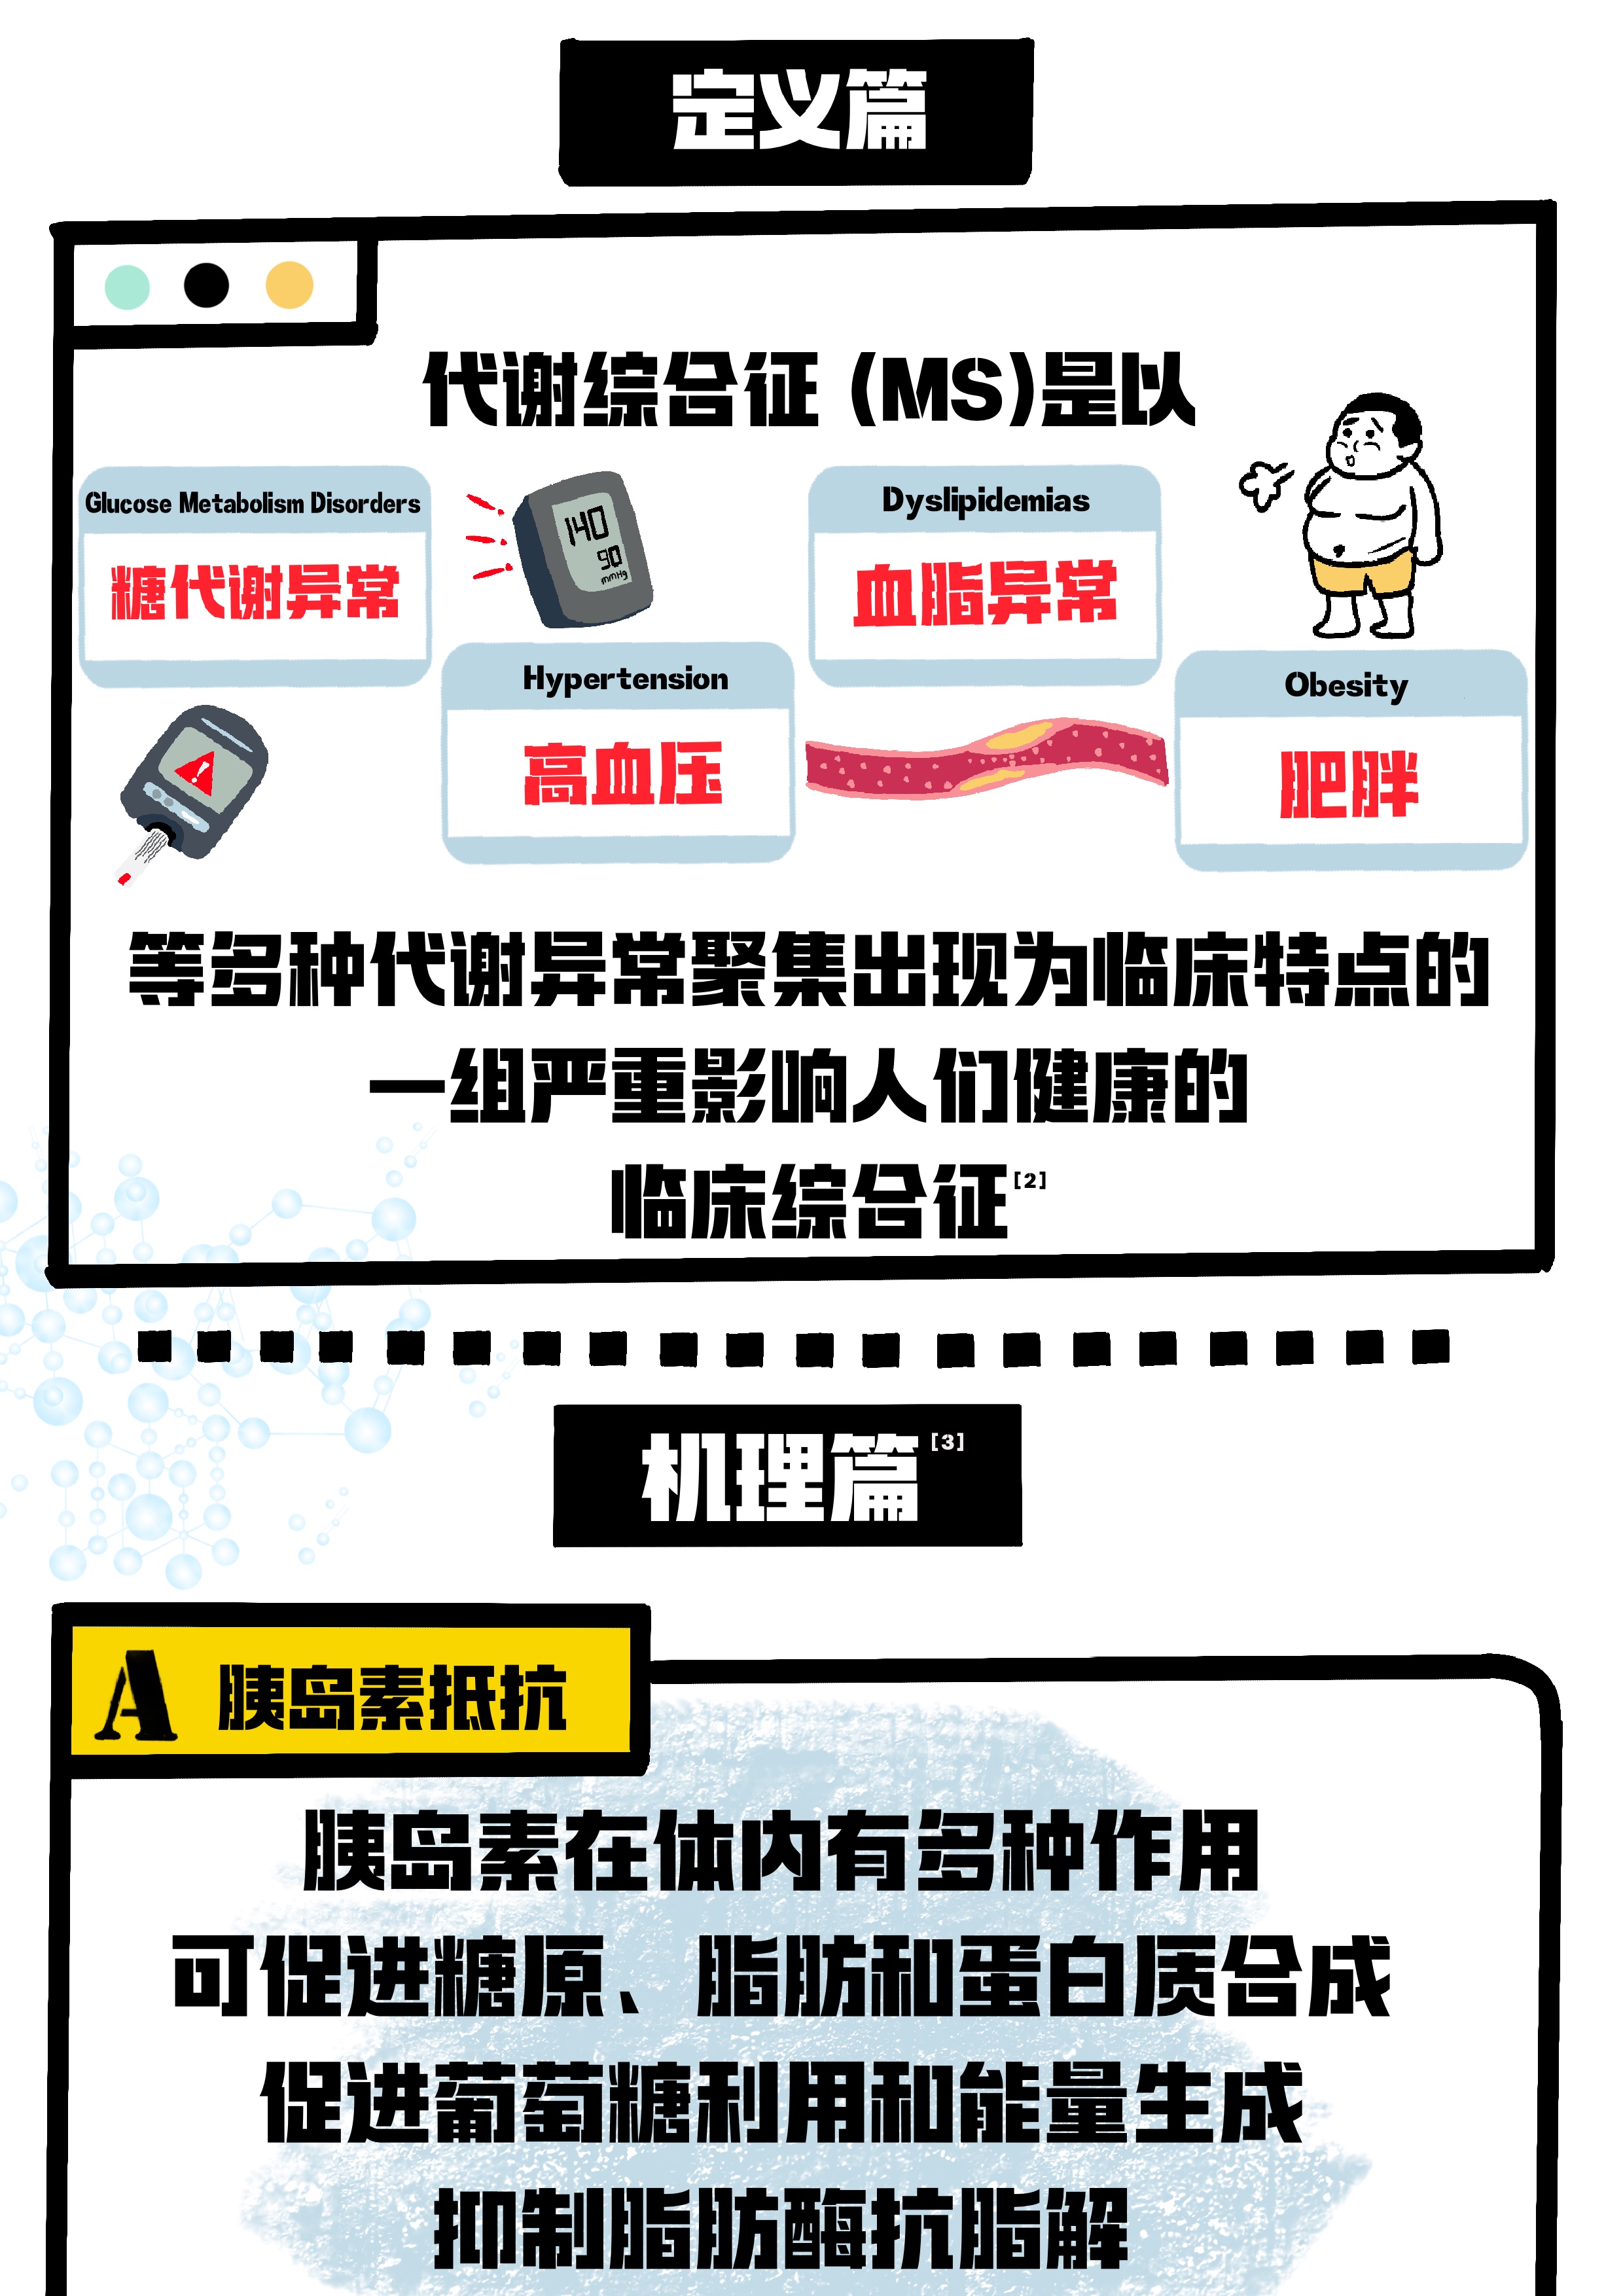 定义篇
代谢综合征 (MS)是以
Glucose Metabolism Disorders
糖代谢异常
140
90
mmHg
Hypertension
高血压
Dyslipidemias
血脂异常
Obesity
肥胖
等多种代谢异常聚集出现为临床特点的
一组严重影响人们健康的
临床综合征[2]
机理篇[3]
A 胰岛素抵抗
胰岛素在体内有多种作用
可促进糖原、脂肪和蛋白质合成
促进葡萄糖利用和能量生成
抑制脂肪酶抗脂解